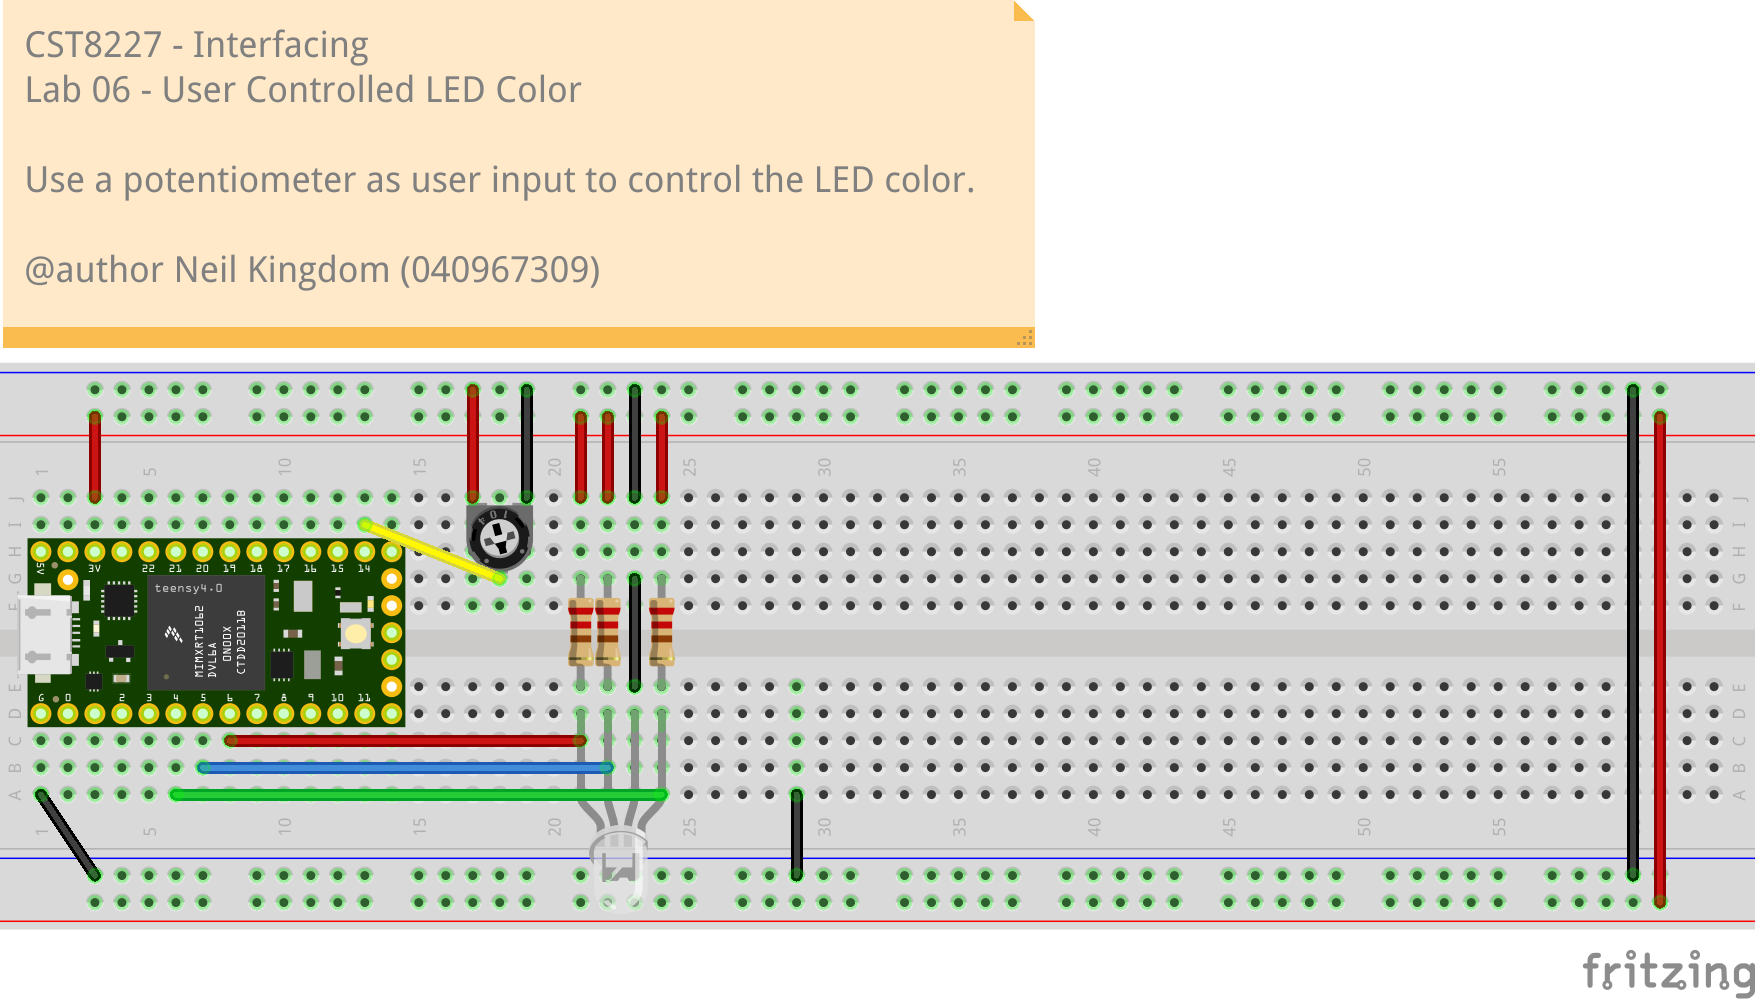 CST8227 - Interfacing
Lab 06 - User Controlled LED Color
Use a potentiometer as user input to control the LED color.
@author Neil Kingdom (040967309)
1 5 10 15 20 25 30 35 40 45 50 55
J J
I I
H H
G G
F F
104
V5 3V 22 21 20 19 18 17 16 15 14
teensy4.0
MIMXRT1062
DVL6A
0N00X
CTDD2011B
G 0 2 3 4 5 6 7 8 9 10 11
E E
D D
C C
B B
A A
1 5 10 15 20 25 30 35 40 45 50 55
fritzing